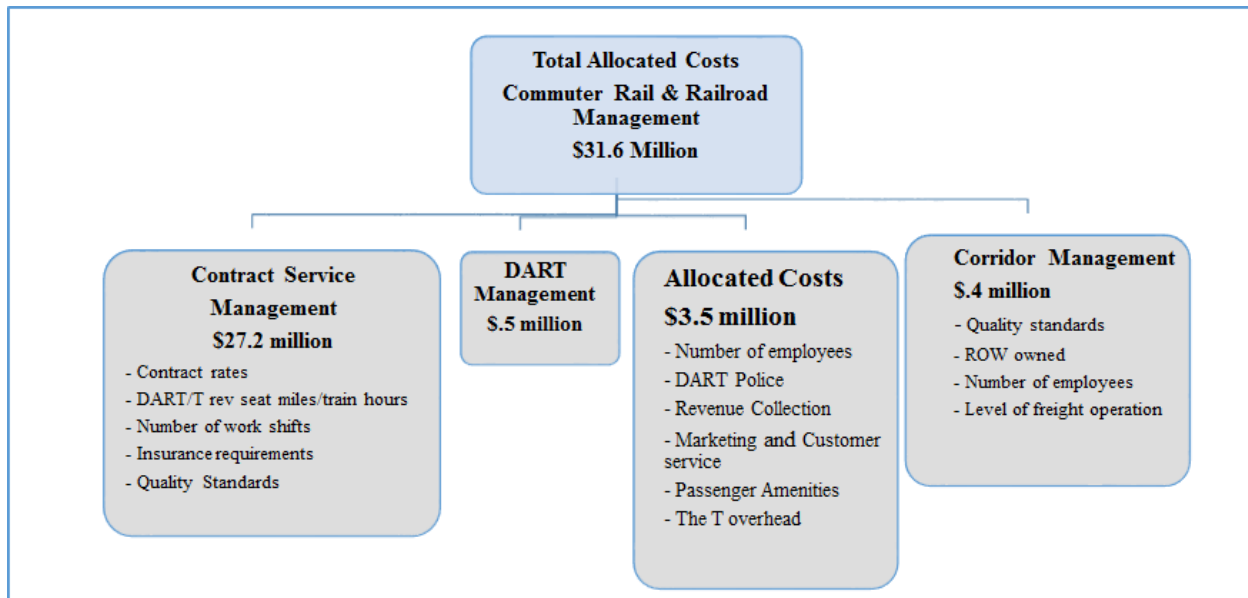 Total Allocated Costs
Commuter Rail & Railroad
Management
$31.6 Million
Contract Service
Management
$27.2 million
- Contract rates
- DART/T rev seat miles/train hours
- Number of work shifts
- Insurance requirements
- Quality Standards
DART
Management
$.5 million
Allocated Costs
$3.5 million
- Number of employees
- DART Police
- Revenue Collection
- Marketing and Customer
service
- Passenger Amenities
- The T overhead
Corridor Management
$.4 million
- Quality standards
- ROW owned
- Number of employees
- Level of freight operation